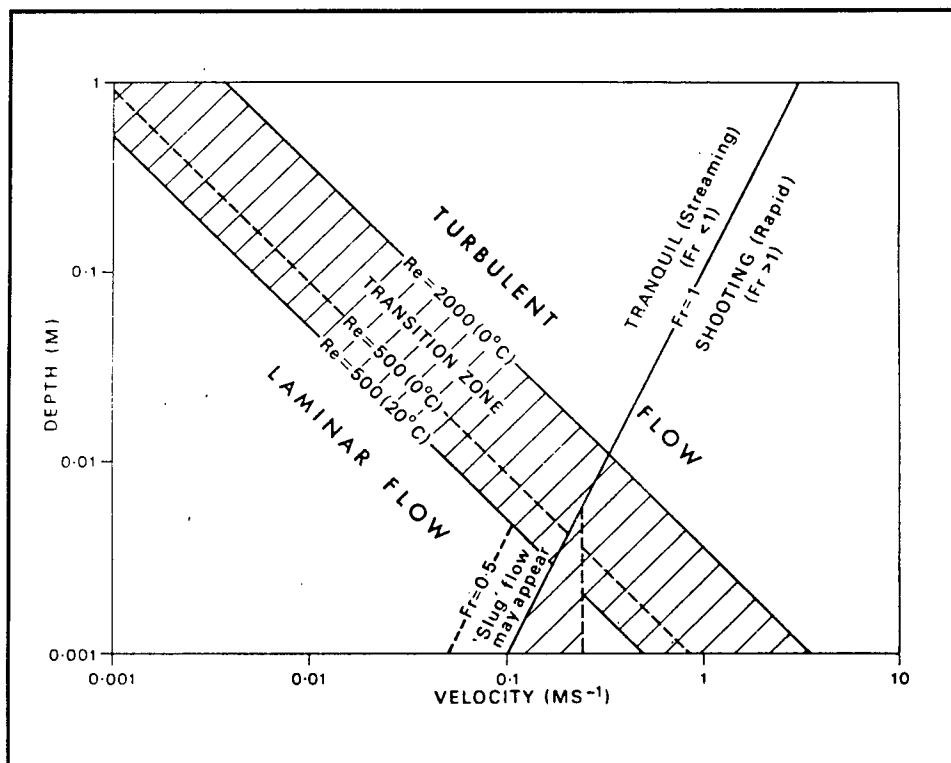 1
0·1
0·01
0·001
DEPTH (M)
0·001
0·01
0·1
1
10
VELOCITY (MS⁻¹)
TURBULENT
FLOW
LAMINAR FLOW
Re=2000(0°C)
TRANSITION ZONE
Re=500(0°C)
Re=500(20°C)
TRANQUIL (Streaming)
(Fr <1)
Fr=1
SHOOTING (Rapid)
(Fr >1)
Fr=0·5
'Slug' flow
may appear